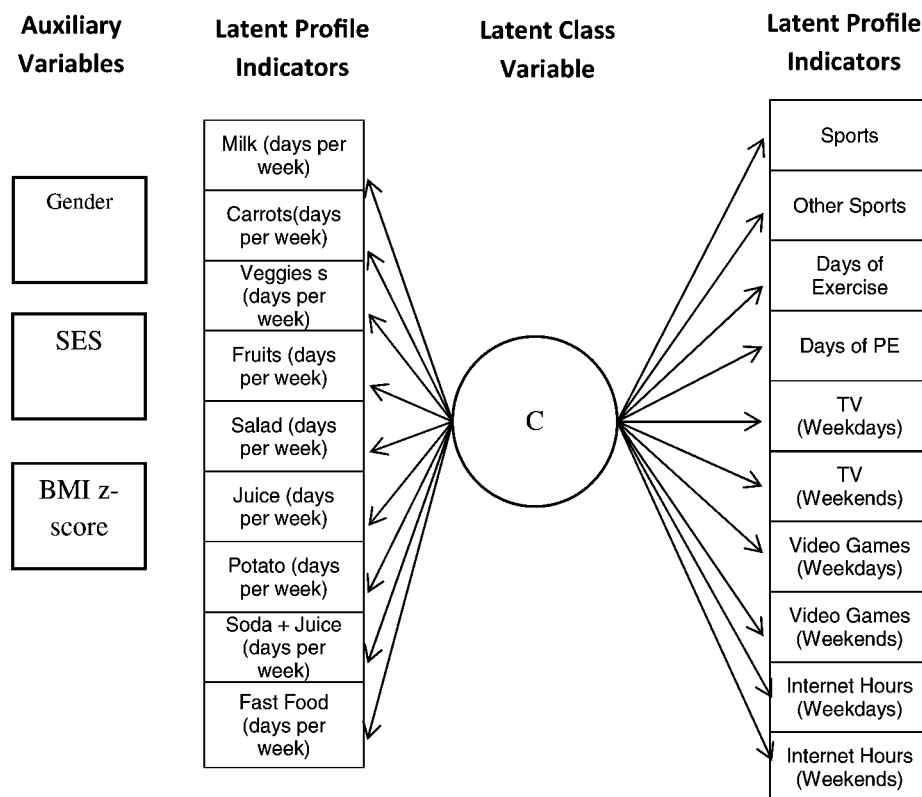 Auxiliary
Variables
Latent Profile
Indicators
Latent Class
Variable
Latent Profile
Indicators
Gender
SES
BMI z-
score
Milk (days per
week)
Carrots(days
per week)
Veggies s
(days per
week)
Fruits (days
per week)
Salad (days
per week)
Juice (days
per week)
Potato (days
per week)
Soda + Juice
(days per
week)
Fast Food
(days per
week)
C
Sports
Other Sports
Days of
Exercise
Days of PE
TV
(Weekdays)
TV
(Weekends)
Video Games
(Weekdays)
Video Games
(Weekends)
Internet Hours
(Weekdays)
Internet Hours
(Weekends)